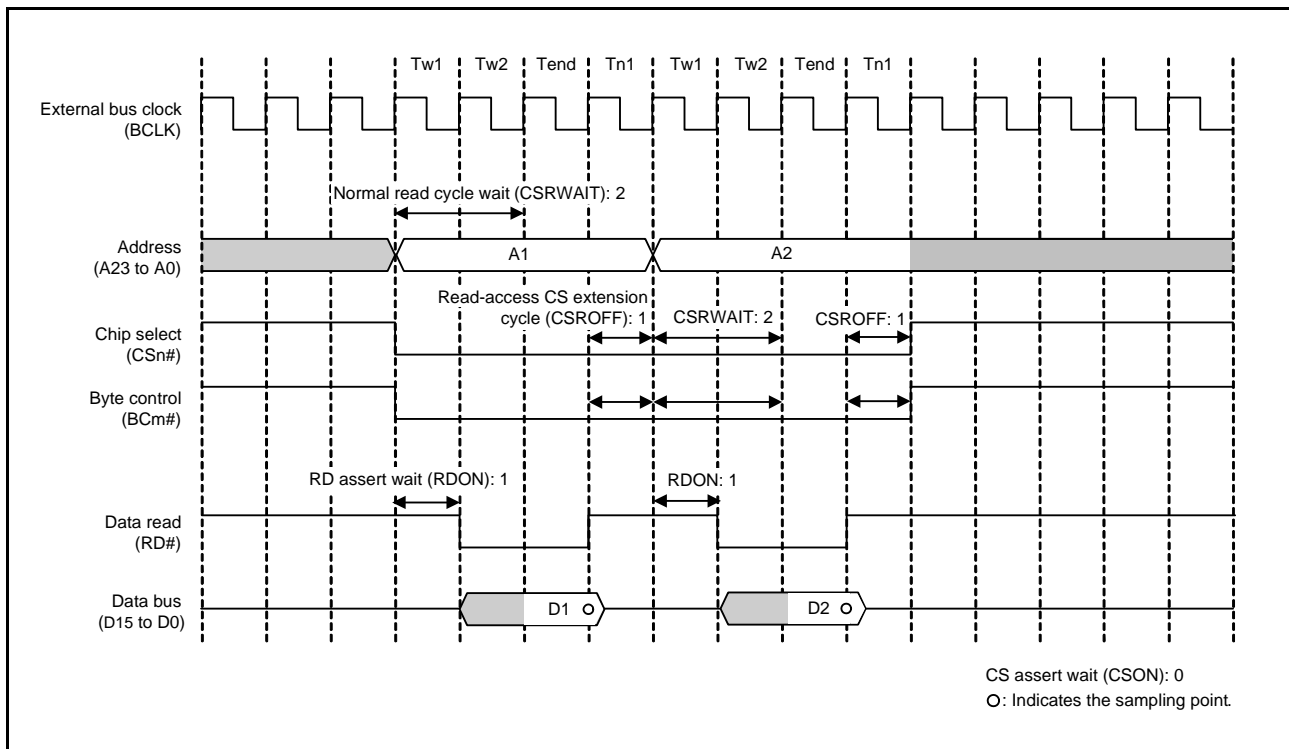 Tw1 Tw2 Tend Tn1 Tw1 Tw2 Tend Tn1
External bus clock
(BCLK)
Normal read cycle wait (CSRWAIT): 2
Address
(A23 to A0)
A1 A2
Read-access CS extension
cycle (CSROFF): 1
CSRWAIT: 2
CSROFF: 1
Chip select
(CSn#)
Byte control
(BCm#)
RD assert wait (RDON): 1
RDON: 1
Data read
(RD#)
Data bus
(D15 to D0)
D1 D2
CS assert wait (CSON): 0
O: Indicates the sampling point.